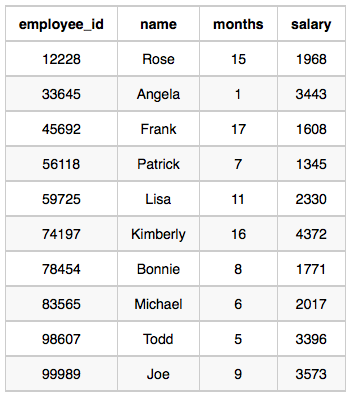 employee_id name months salary
12228 Rose 15 1968
33645 Angela 1 3443
45692 Frank 17 1608
56118 Patrick 7 1345
59725 Lisa 11 2330
74197 Kimberly 16 4372
78454 Bonnie 8 1771
83565 Michael 6 2017
98607 Todd 5 3396
99989 Joe 9 3573